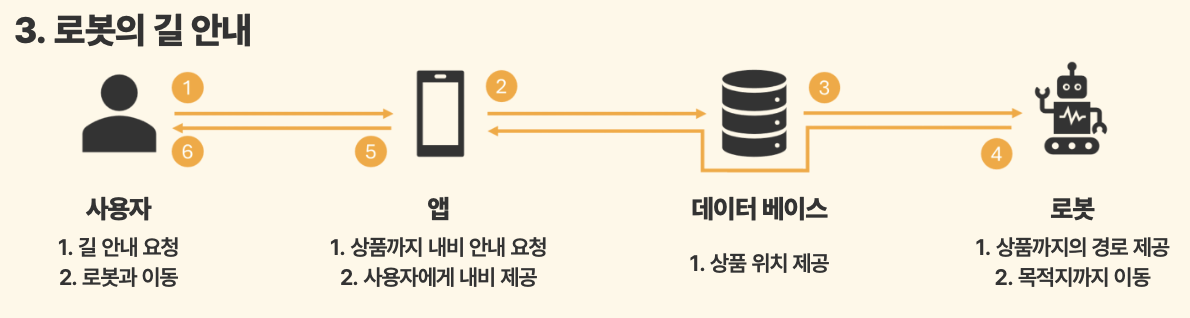 3. 로봇의 길 안내
1
2
3
6
5
4
사용자
앱
데이터 베이스
로봇
1. 길 안내 요청
2. 로봇과 이동
1. 상품까지 내비 안내 요청
2. 사용자에게 내비 제공
1. 상품 위치 제공
1. 상품까지의 경로 제공
2. 목적지까지 이동